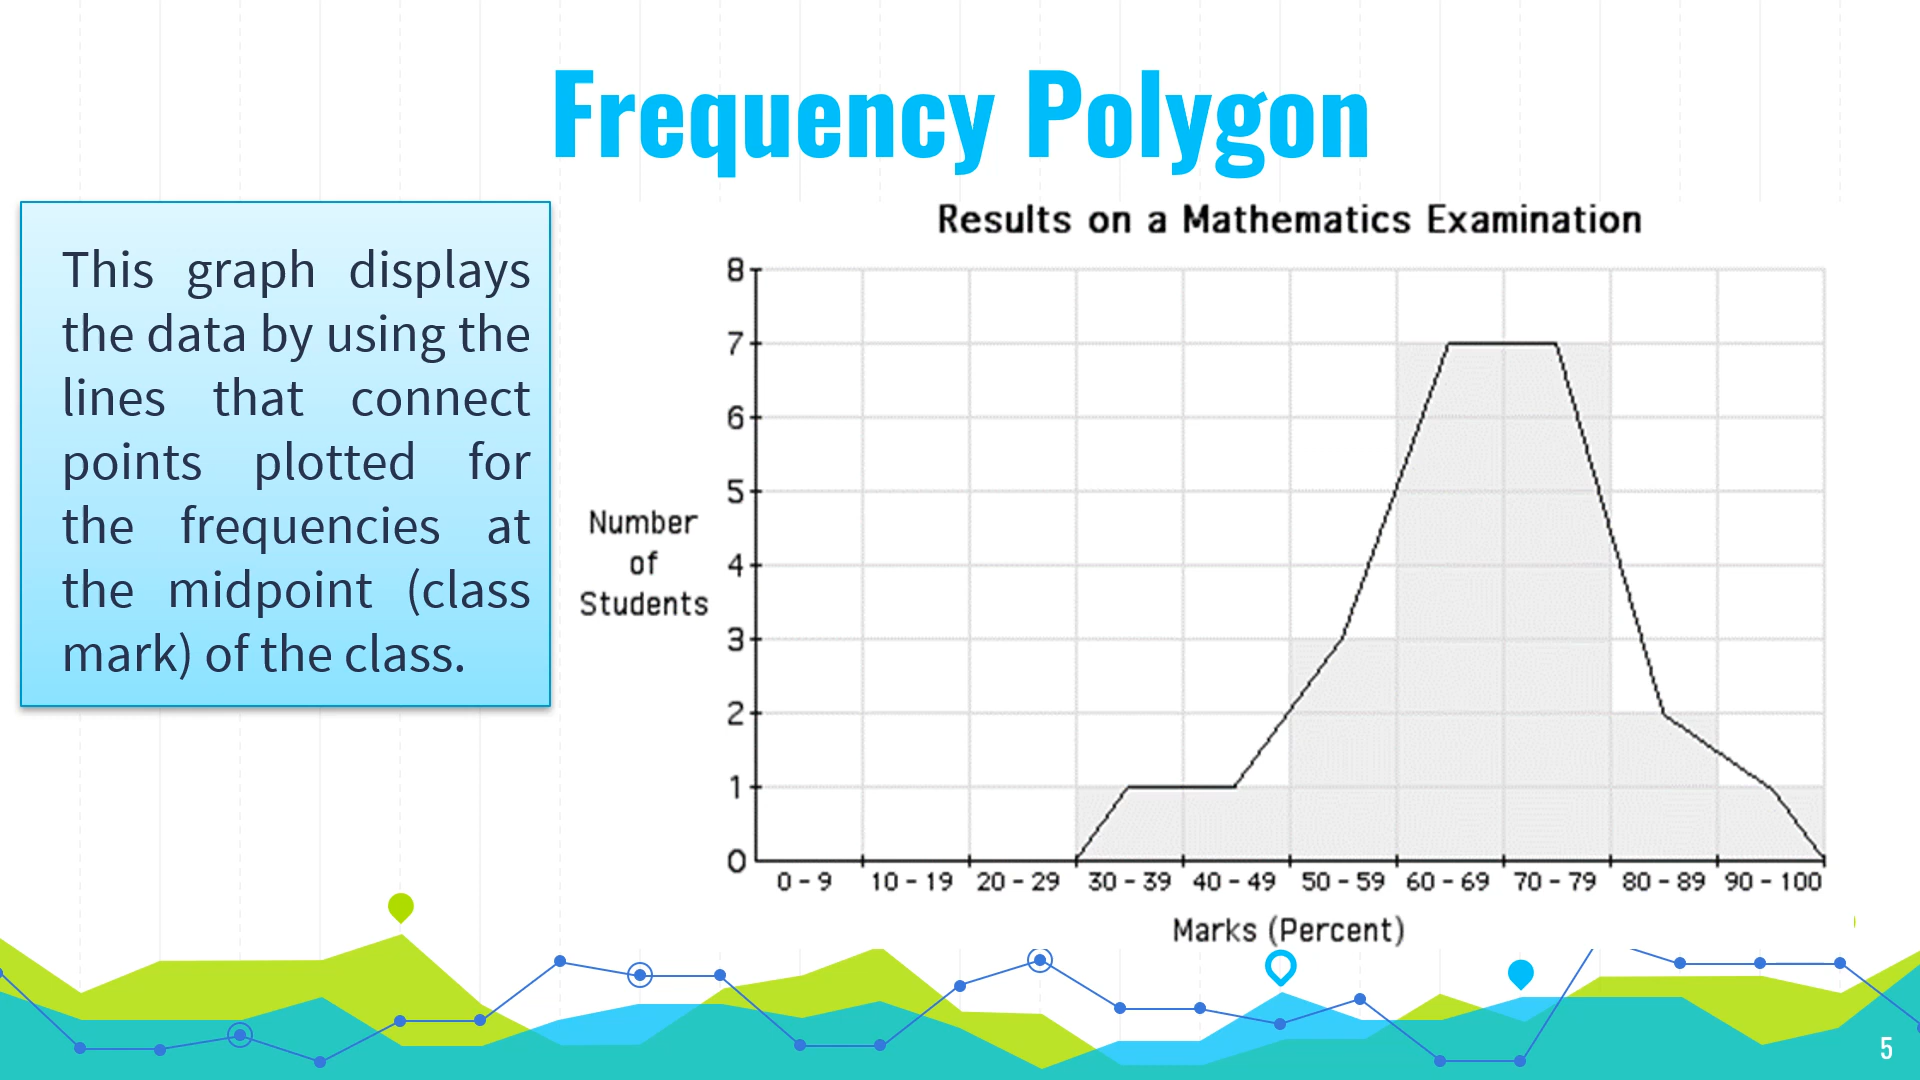 Frequency Polygon
This graph displays
the data by using the
lines that connect
points plotted for
the frequencies at
the midpoint (class
mark) of the class.
Results on a Mathematics Examination
8
7
6
5
4
3
2
1
0
Number
of
Students
0 - 9 10 - 19 20 - 29 30 - 39 40 - 49 50 - 59 60 - 69 70 - 79 80 - 89 90 - 100
Marks (Percent)
5